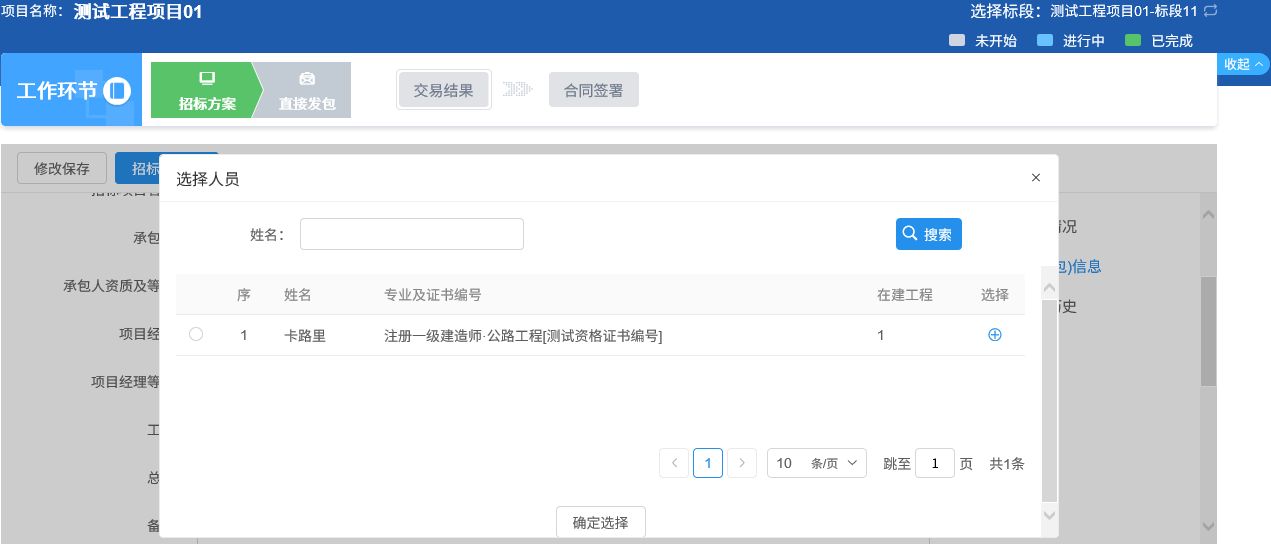 项目名称： 测试工程项目01
选择标段： 测试工程项目01-标段11
未开始 进行中 已完成
收起
工作环节
招标方案
直接发包
交易结果
合同签署
修改保存
招标
选择人员
×
姓名：
搜索
序 姓名 专业及证书编号 在建工程 选择
1 卡路里 注册一级建造师·公路工程[测试资格证书编号] 1
1
10 条/页
跳至 1 页 共1条
确定选择
承包
承包人资质及等
项目经
项目经理等
工
总
备
情况
包)信息
历史